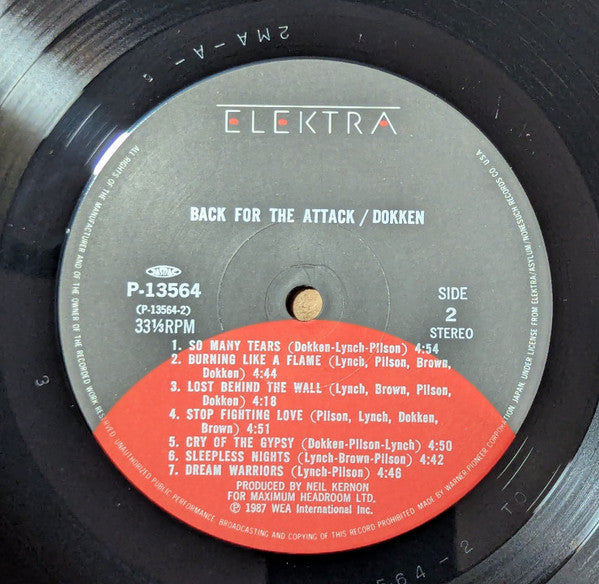 2MA-A-
ELEKTRA
BACK FOR THE ATTACK / DOKKEN
JASRAC
P-13564
(P-13564-2)
33⅓RPM
SIDE
2
STEREO
1. SO MANY TEARS (Dokken-Lynch-Pilson) 4:54
2. BURNING LIKE A FLAME (Lynch, Pilson, Brown,
Dokken) 4:44
3. LOST BEHIND THE WALL (Lynch, Brown, Pilson,
Dokken) 4:18
4. STOP FIGHTING LOVE (Pilson, Lynch, Dokken,
Brown) 4:51
5. CRY OF THE GYPSY (Dokken-Pilson-Lynch) 4:50
6. SLEEPLESS NIGHTS (Lynch-Brown-Pilson) 4:42
7. DREAM WARRIORS (Lynch-Pilson) 4:46
PRODUCED BY NEIL KERNON
FOR MAXIMUM HEADROOM LTD.
Ⓟ 1987 WEA International Inc.
ALL RIGHTS OF THE MANUFACTURER AND OF THE OWNER OF THE RECORDED WORK RESERVED. UNAUTHORIZED PUBLIC PERFORMANCE, BROADCASTING AND COPYING OF THIS RECORD PROHIBITED. MADE BY WARNER-PIONEER CORPORATION, JAPAN, UNDER LICENSE FROM ELEKTRA/ASYLUM/NONESUCH RECORDS CO U.S.A.
3
564-2 TO